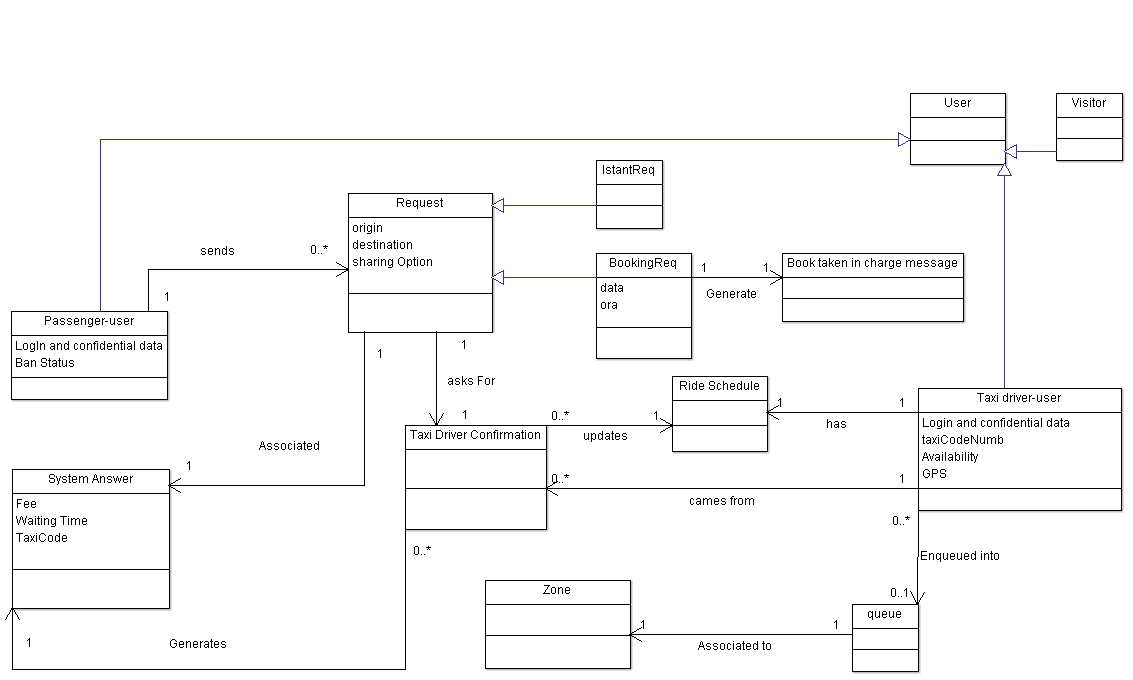 User
Visitor
IstantReq
Request
origin
destination
sharing Option
sends
0..*
1
BookingReq
data
ora
1
1
Generate
Book taken in charge message
Passenger-user
LogIn and confidential data
Ban Status
1
1
asks For
1
Ride Schedule
Taxi driver-user
Login and confidential data
taxiCodeNumb
Availability
GPS
1
1
has
0..*
1
updates
Taxi Driver Confirmation
Associated
1
System Answer
Fee
Waiting Time
TaxiCode
0..*
1
cames from
0..*
Enqueued into
0..1
0..*
Zone
queue
1
1
Associated to
1
Generates